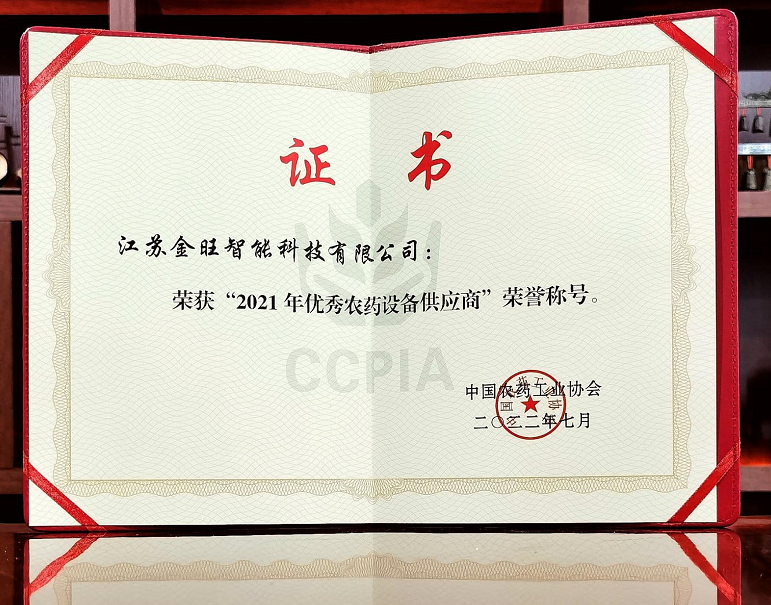 证书
江苏金旺智能科技有限公司：
荣获“2021年优秀农药设备供应商”荣誉称号。
CCPIA
中国农药工业协会
二〇二二年七月